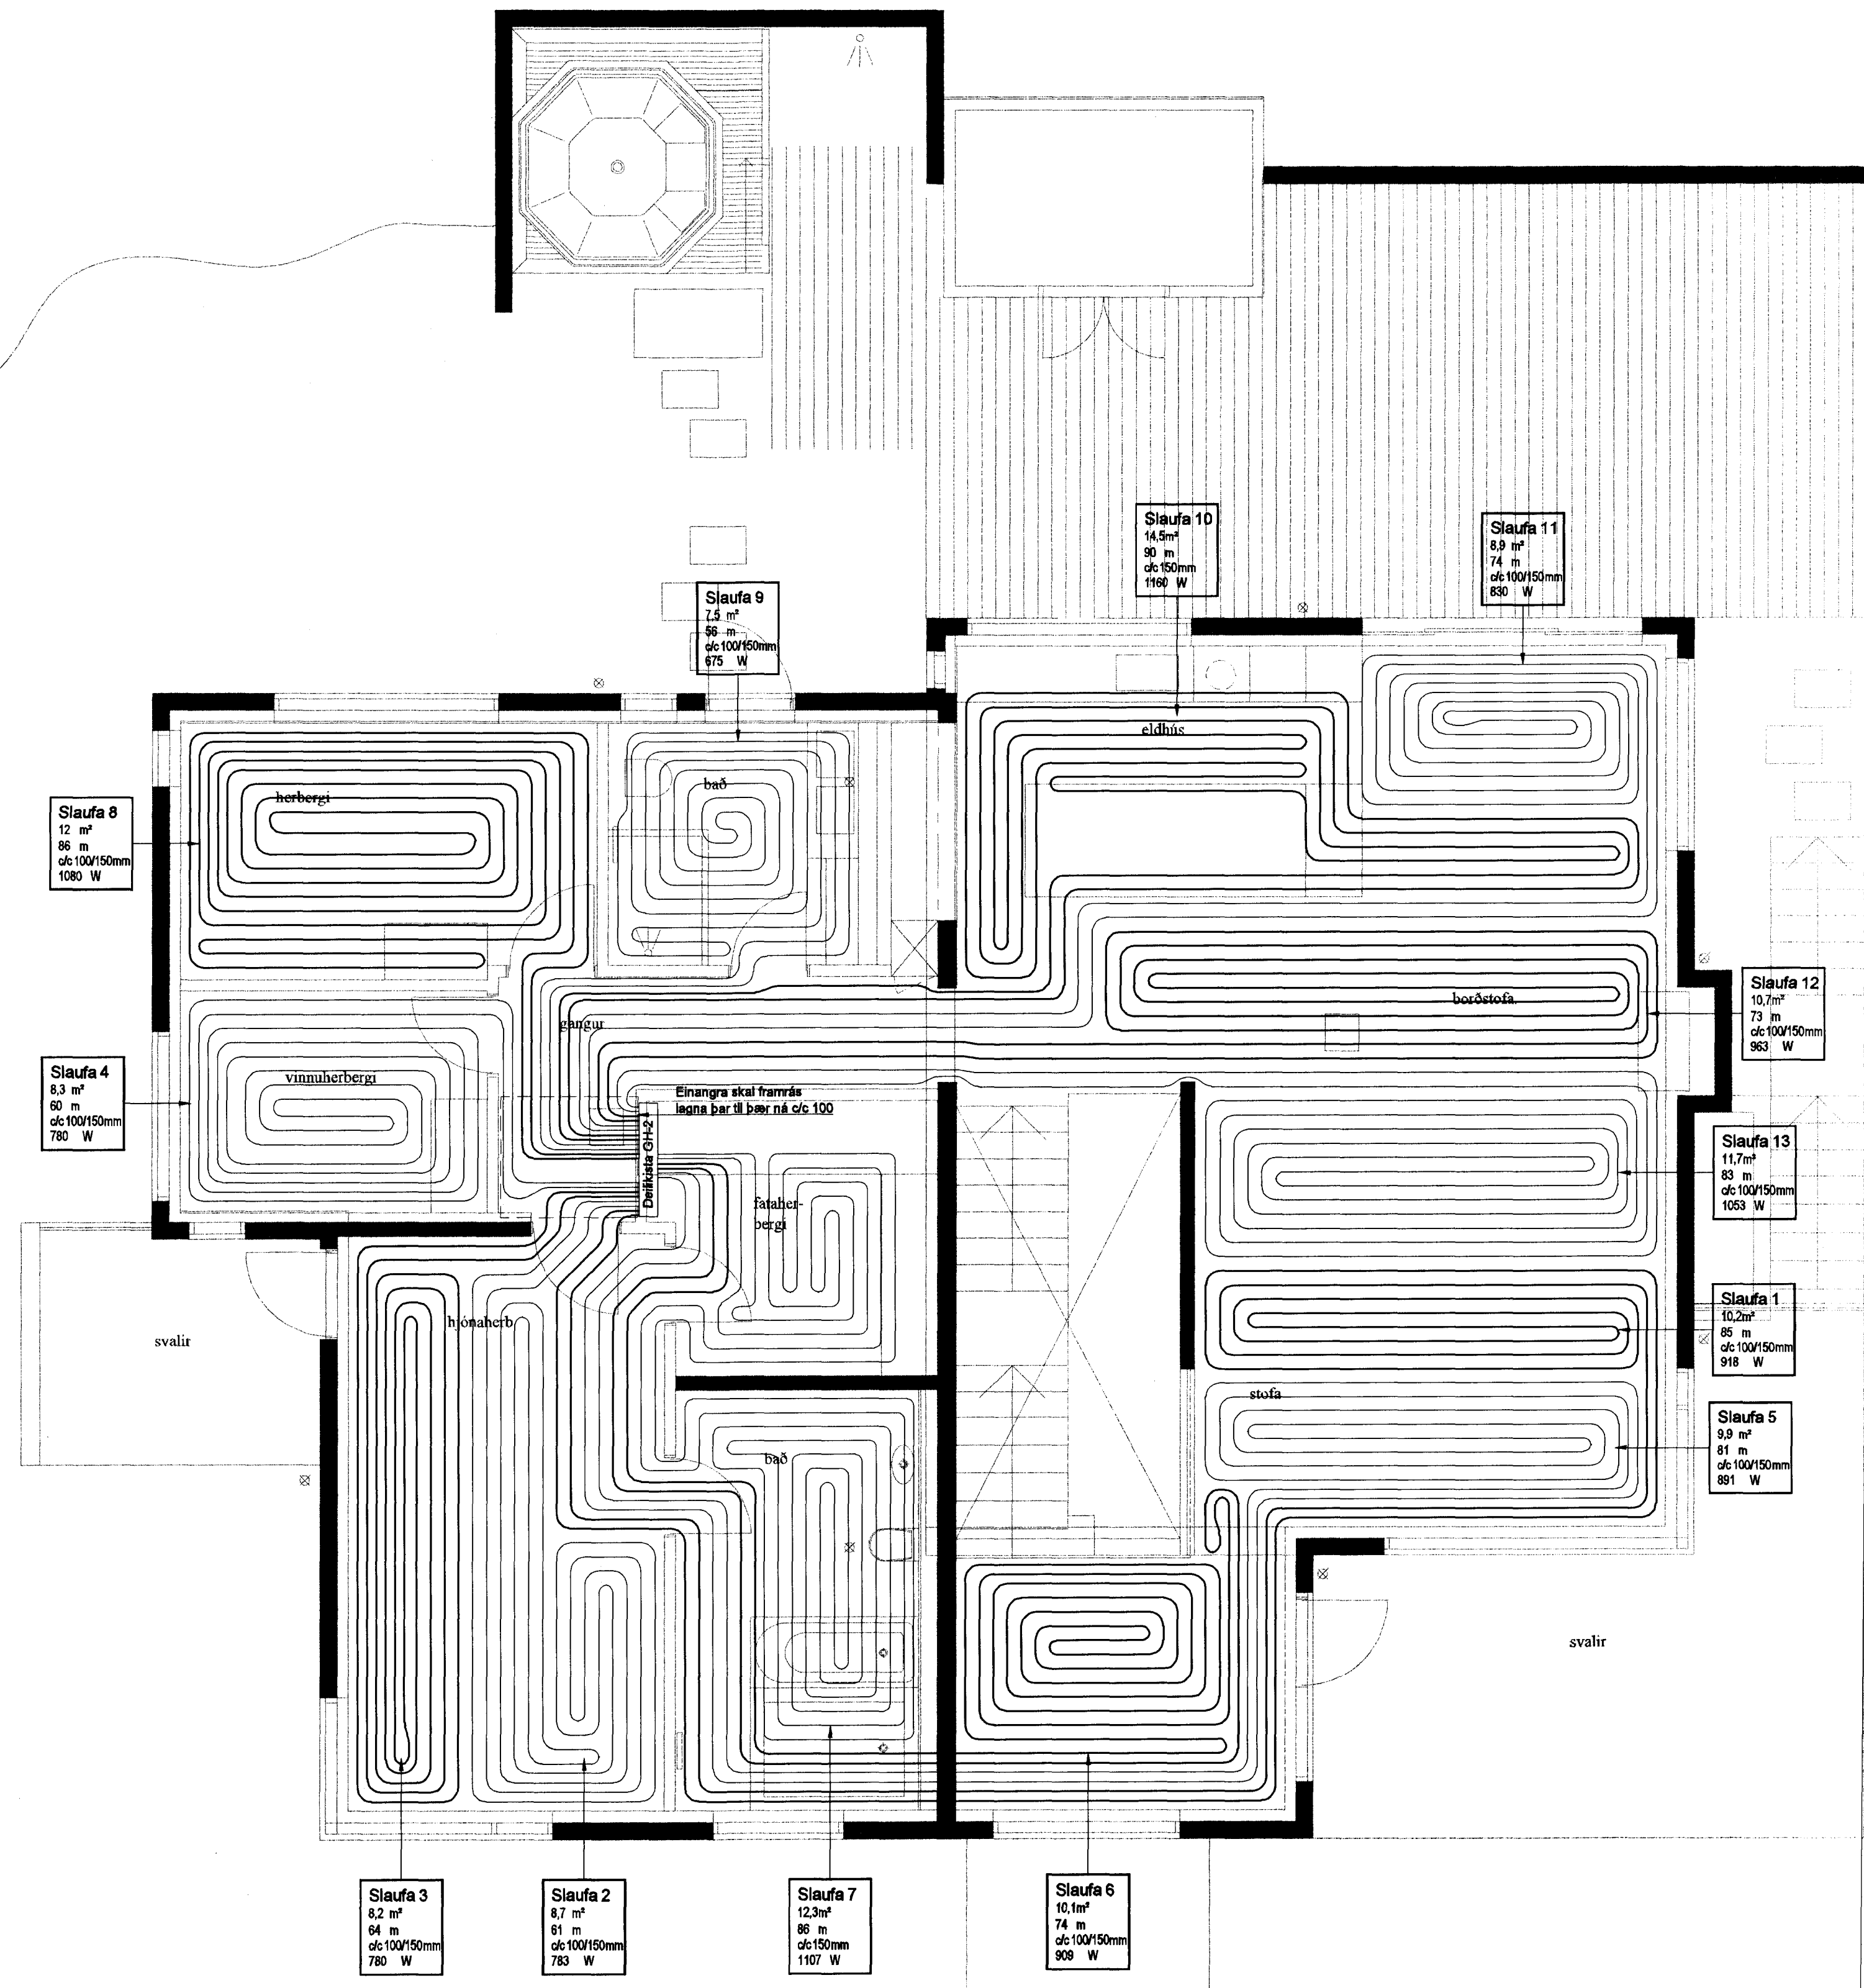 Slaufa 10
14,5m²
90 m
c/c 150mm
1160 W
Slaufa 11
8,9 m²
74 m
c/c 100/150mm
830 W
Slaufa 9
7,5 m²
56 m
c/c 100/150mm
675 W
eldhús
herbergi
bað
Slaufa 8
12 m²
86 m
c/c 100/150mm
1080 W
borðstofa
Slaufa 12
10,7m²
73 m
c/c 100/150mm
963 W
gangur
Slaufa 4
8,3 m²
60 m
c/c 100/150mm
780 W
vinnuherbergi
Einangra skal framrás
lagna þar til þær ná c/c 100
Deilikista GH-2
Slaufa 13
11,7m²
83 m
c/c 100/150mm
1053 W
fataher-
bergi
Slaufa 1
10,2m²
85 m
c/c 100/150mm
918 W
svalir
hjónaherb
stofa
Slaufa 5
9,9 m²
81 m
c/c 100/150mm
891 W
bað
svalir
Slaufa 3
8,2 m²
64 m
c/c 100/150mm
780 W
Slaufa 2
8,7 m²
61 m
c/c 100/150mm
783 W
Slaufa 7
12,3m²
86 m
c/c 150mm
1107 W
Slaufa 6
10,1m²
74 m
c/c 100/150mm
909 W